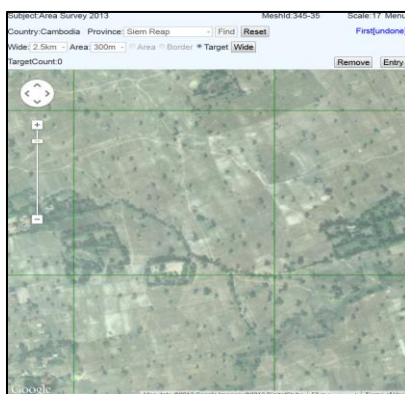 Subject:Area Survey 2013 MeshId:345-35 Scale:17 Menu
Country:Cambodia Province: Siem Reap Find Reset First[undone]
Wide: 2.5km Area: 300m Area Border Target Wide
TargetCount:0 Remove Entry
Google